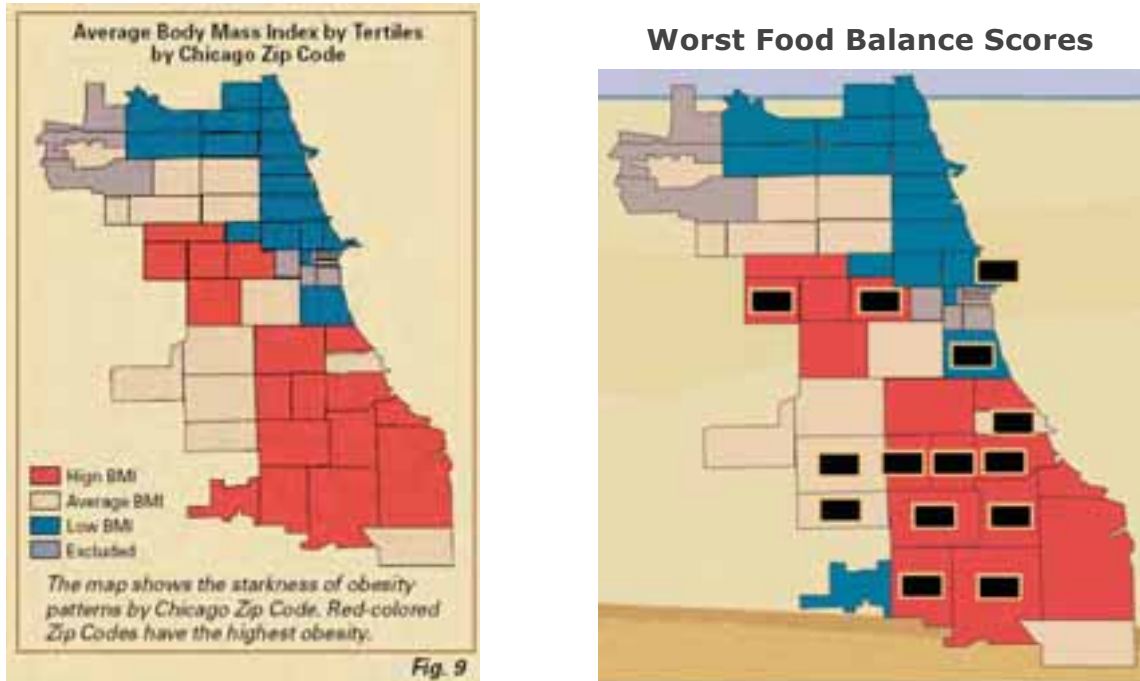 Average Body Mass Index by Tertiles
by Chicago Zip Code
High BMI
Average BMI
Low BMI
Excluded
The map shows the starkness of obesity
patterns by Chicago Zip Code. Red-colored
Zip Codes have the highest obesity.
Fig. 9
Worst Food Balance Scores